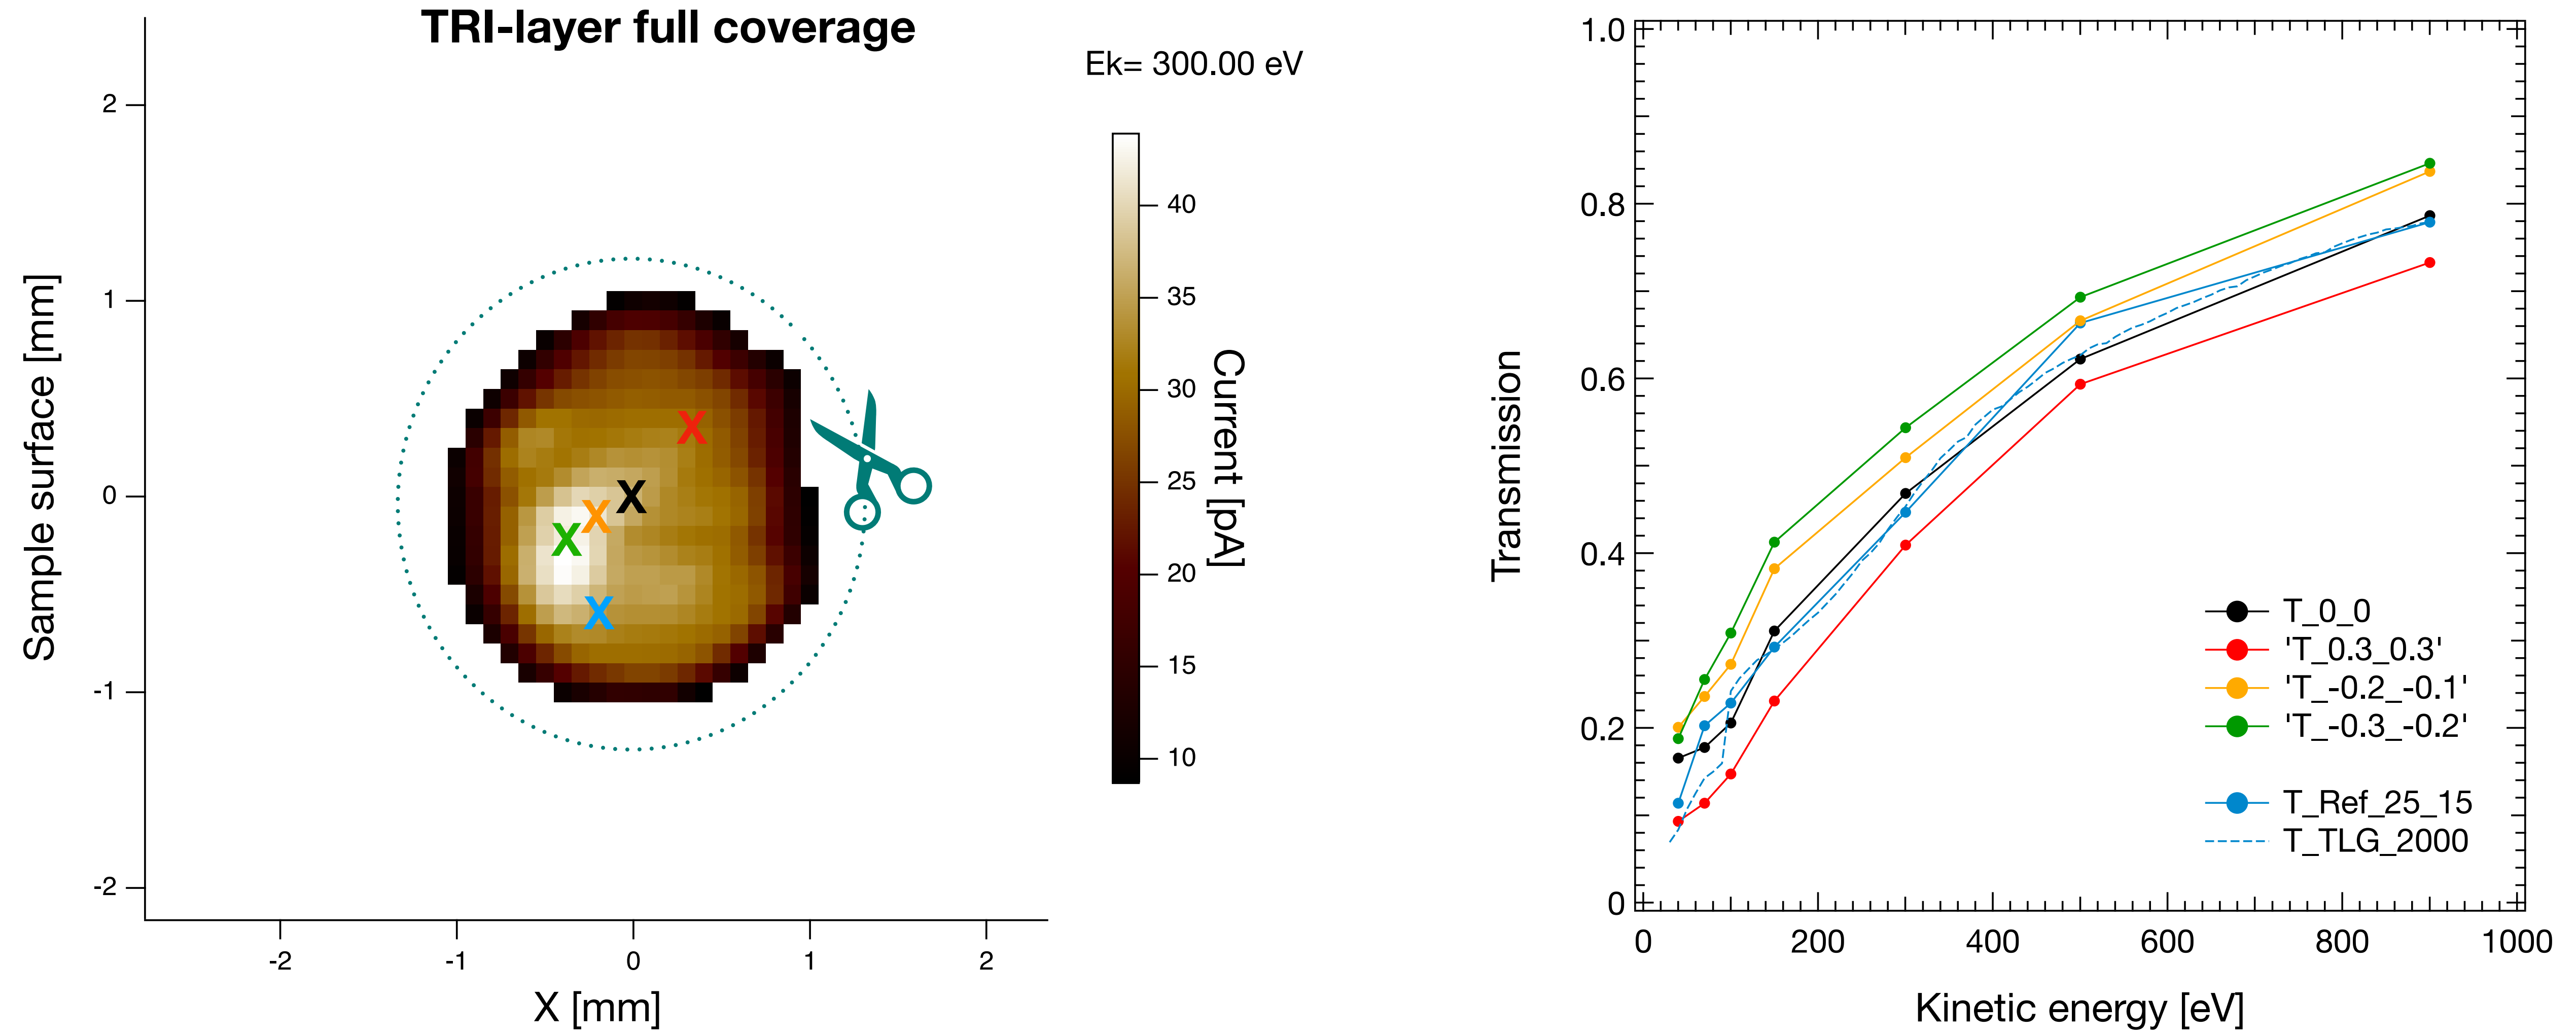 TRI-layer full coverage
Ek= 300.00 eV
Sample surface [mm]
2
1
0
-1
-2
-2
-1
0
1
2
X [mm]
X
X
X
X
X
40
35
30
25
20
15
10
Current [pA]
Transmission
1.0
0.8
0.6
0.4
0.2
0
0
200
400
600
800
1000
Kinetic energy [eV]
T_0_0
'T_0.3_0.3'
'T_-0.2_-0.1'
'T_-0.3_-0.2'
T_Ref_25_15
T_TLG_2000